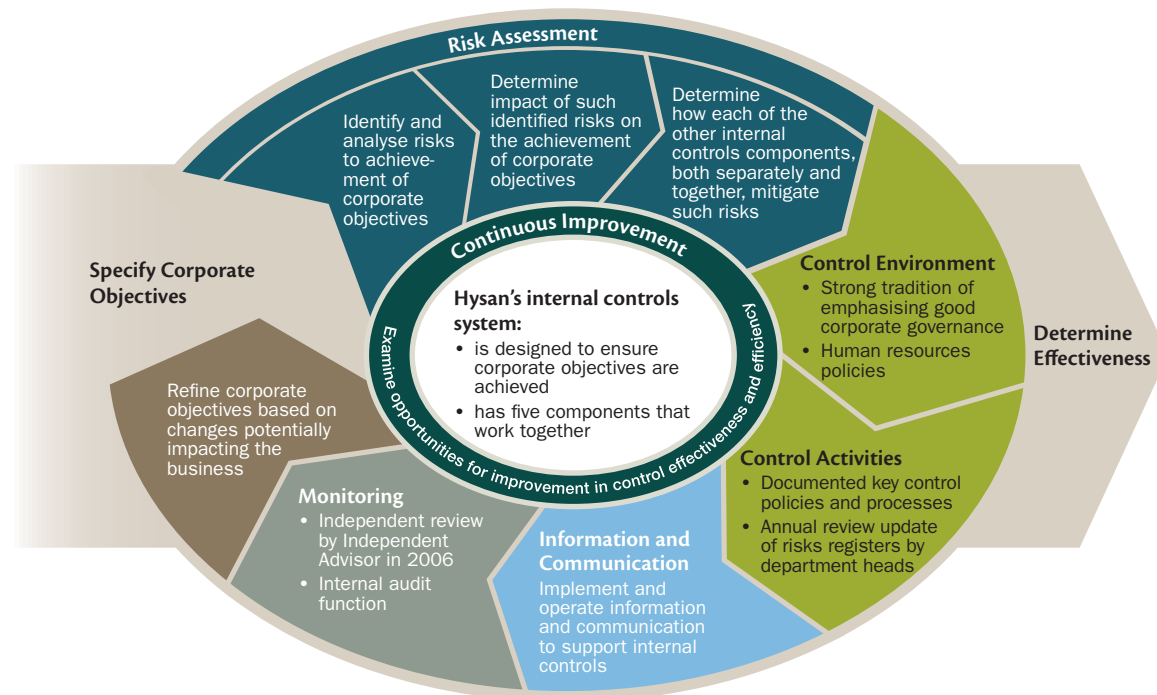 Risk Assessment
Identify and
analyse risks
to achieve-
ment of
corporate
objectives
Determine
impact of such
identified risks on
the achievement
of corporate
objectives
Determine
how each of the
other internal
controls components,
both separately and
together, mitigate
such risks
Specify Corporate
Objectives
Continuous Improvement
Hysan's internal controls
system:
• is designed to ensure
corporate objectives are
achieved
• has five components that
work together
Examine opportunities for improvement in control effectiveness and efficiency
Control Environment
• Strong tradition of
emphasising good
corporate governance
• Human resources
policies
Determine
Effectiveness
Control Activities
• Documented key control
policies and processes
• Annual review update
of risks registers by
department heads
Information and
Communication
Implement and
operate information
and communication
to support internal
controls
Monitoring
• Independent review
by Independent
Advisor in 2006
• Internal audit
function
Refine corporate
objectives based on
changes potentially
impacting the
business